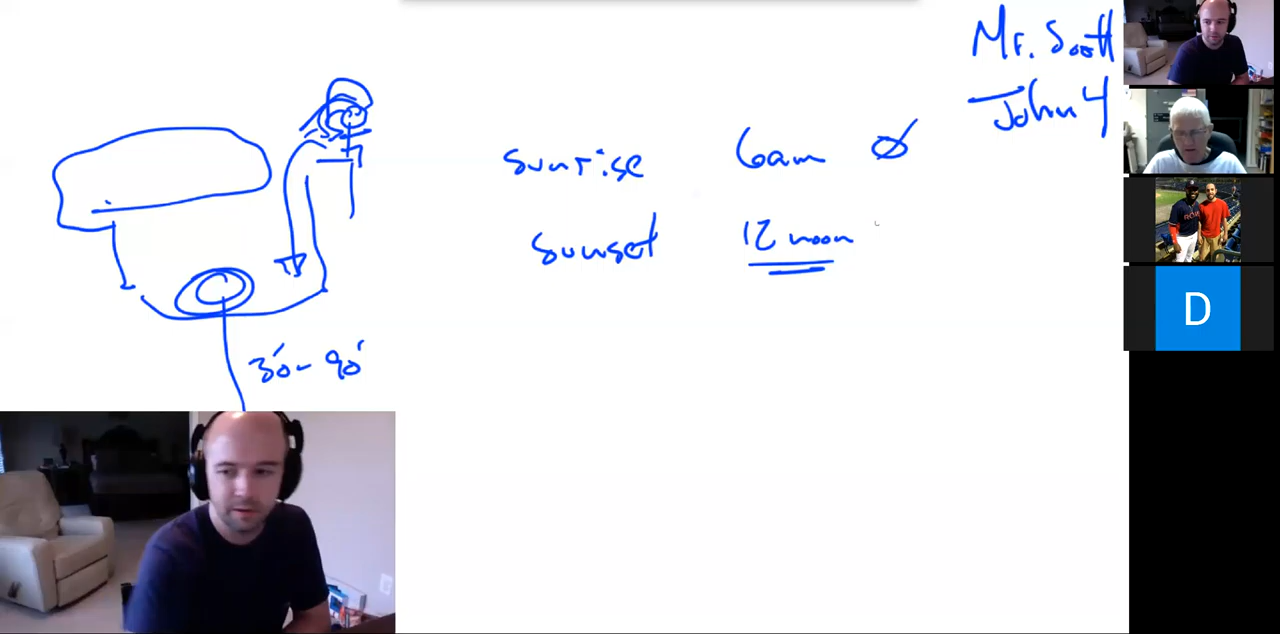 Mr. Scott
John 4
sunrise 6am Ø
sunset 12 noon
30'- 90'
D